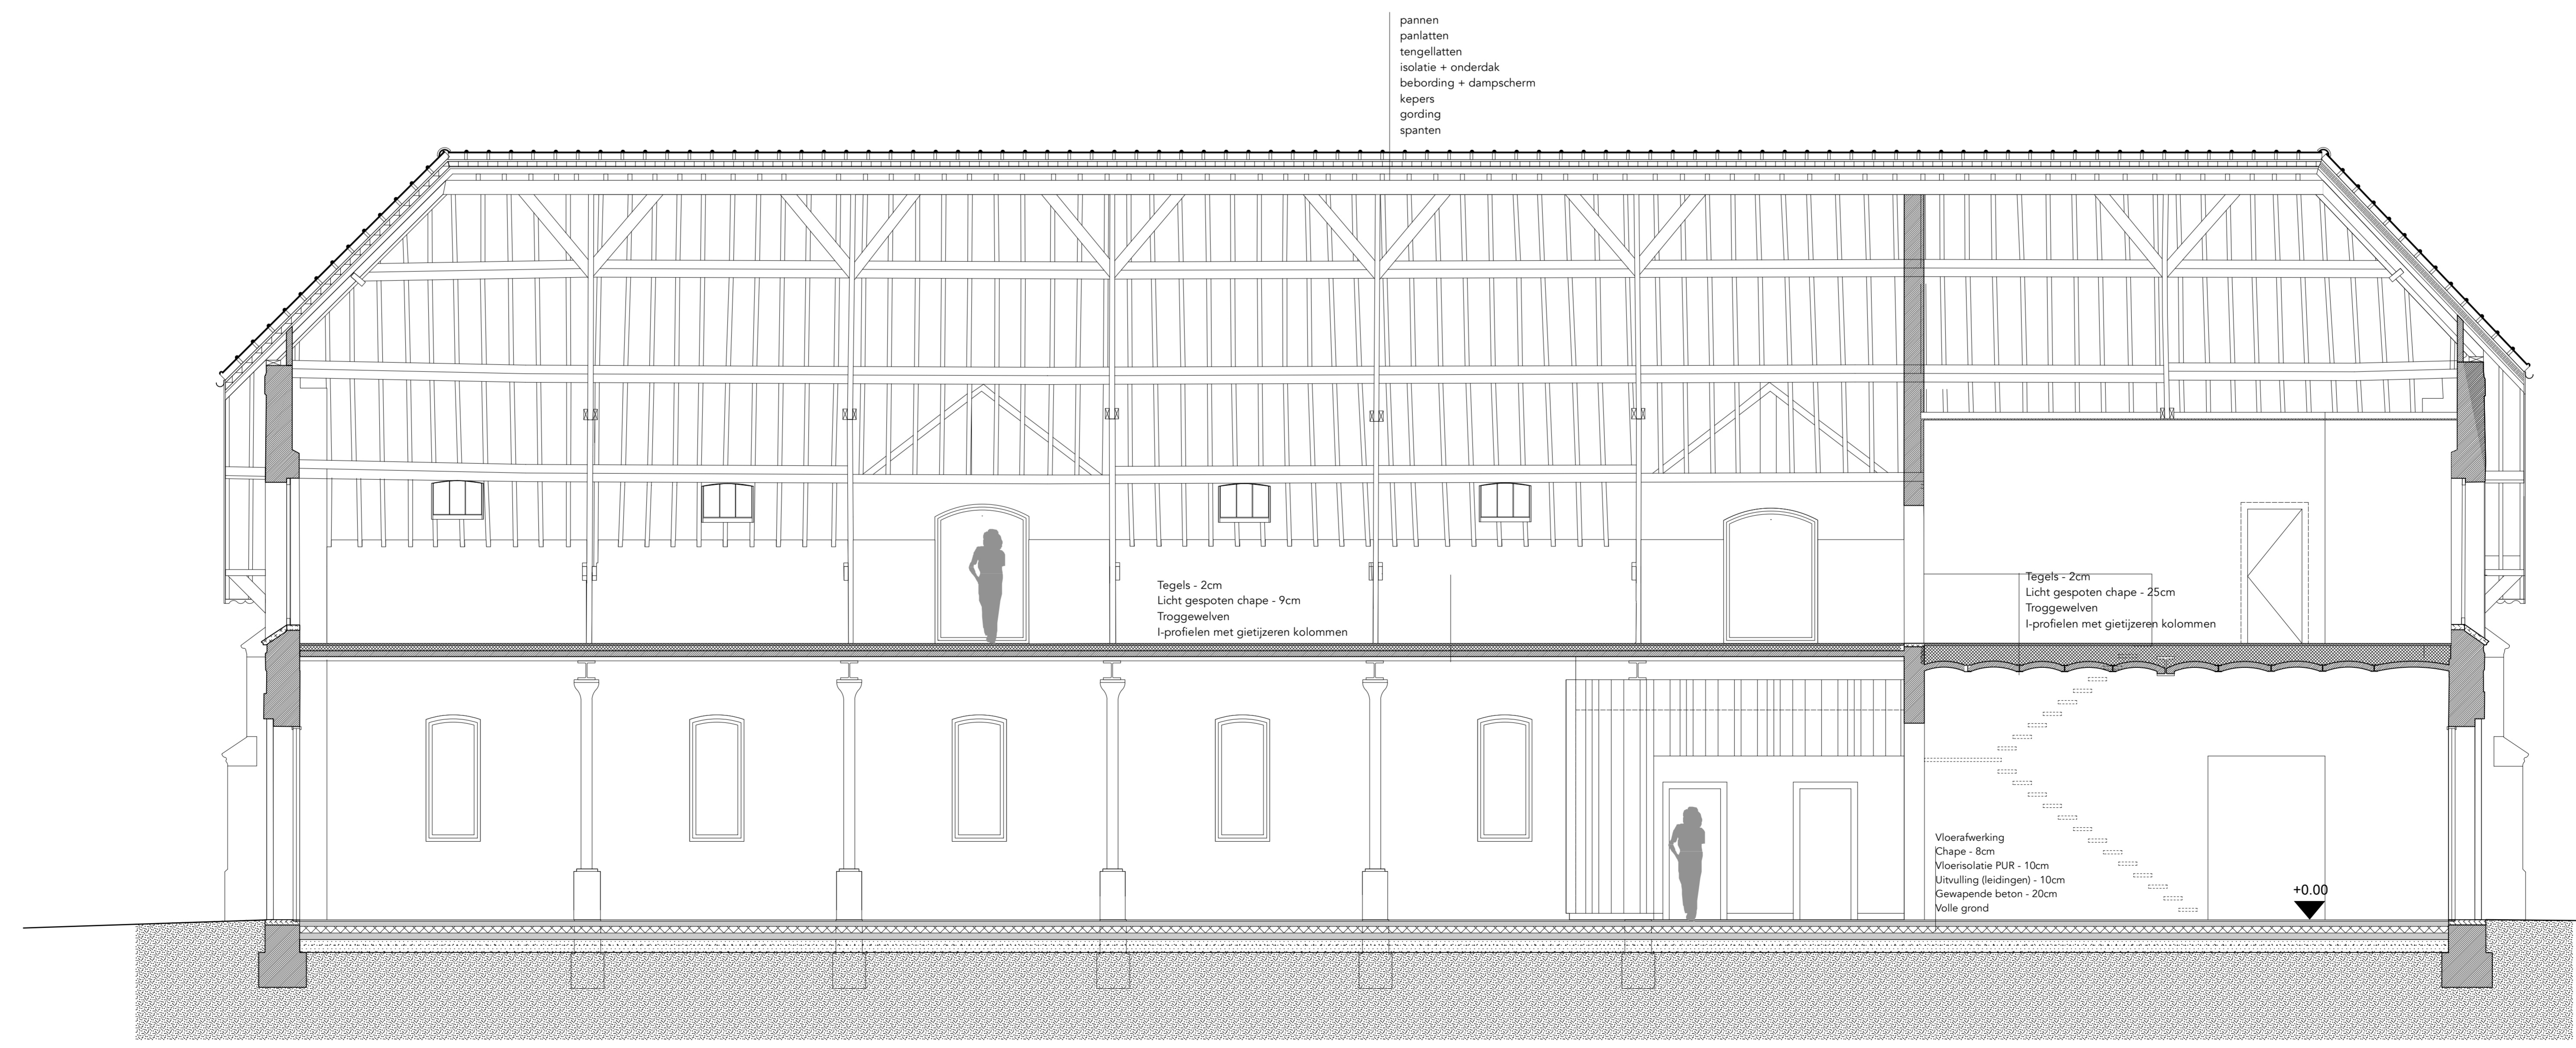 pannen
panlatten
tengellatten
isolatie + onderdak
bebording + dampscherm
kepers
gording
spanten
Tegels - 2cm
Licht gespoten chape - 9cm
Troggewelven
I-profielen met gietijzeren kolommen
Tegels - 2cm
Licht gespoten chape - 25cm
Troggewelven
I-profielen met gietijzeren kolommen
Vloerafwerking
Chape - 8cm
Vloerisolatie PUR - 10cm
Uitvulling (leidingen) - 10cm
Gewapende beton - 20cm
Volle grond
+0.00